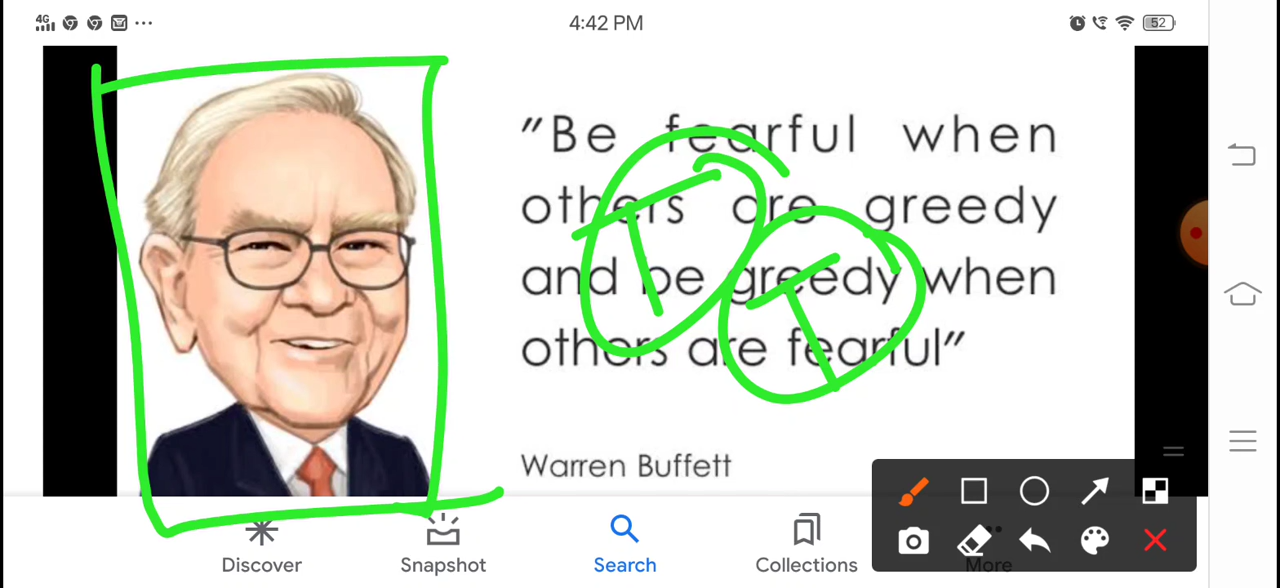 4G
4:42 PM
52
"Be fearful when
others are greedy
and be greedy when
others are fearful"
T
T
Warren Buffett
Discover
Snapshot
Search
Collections
More